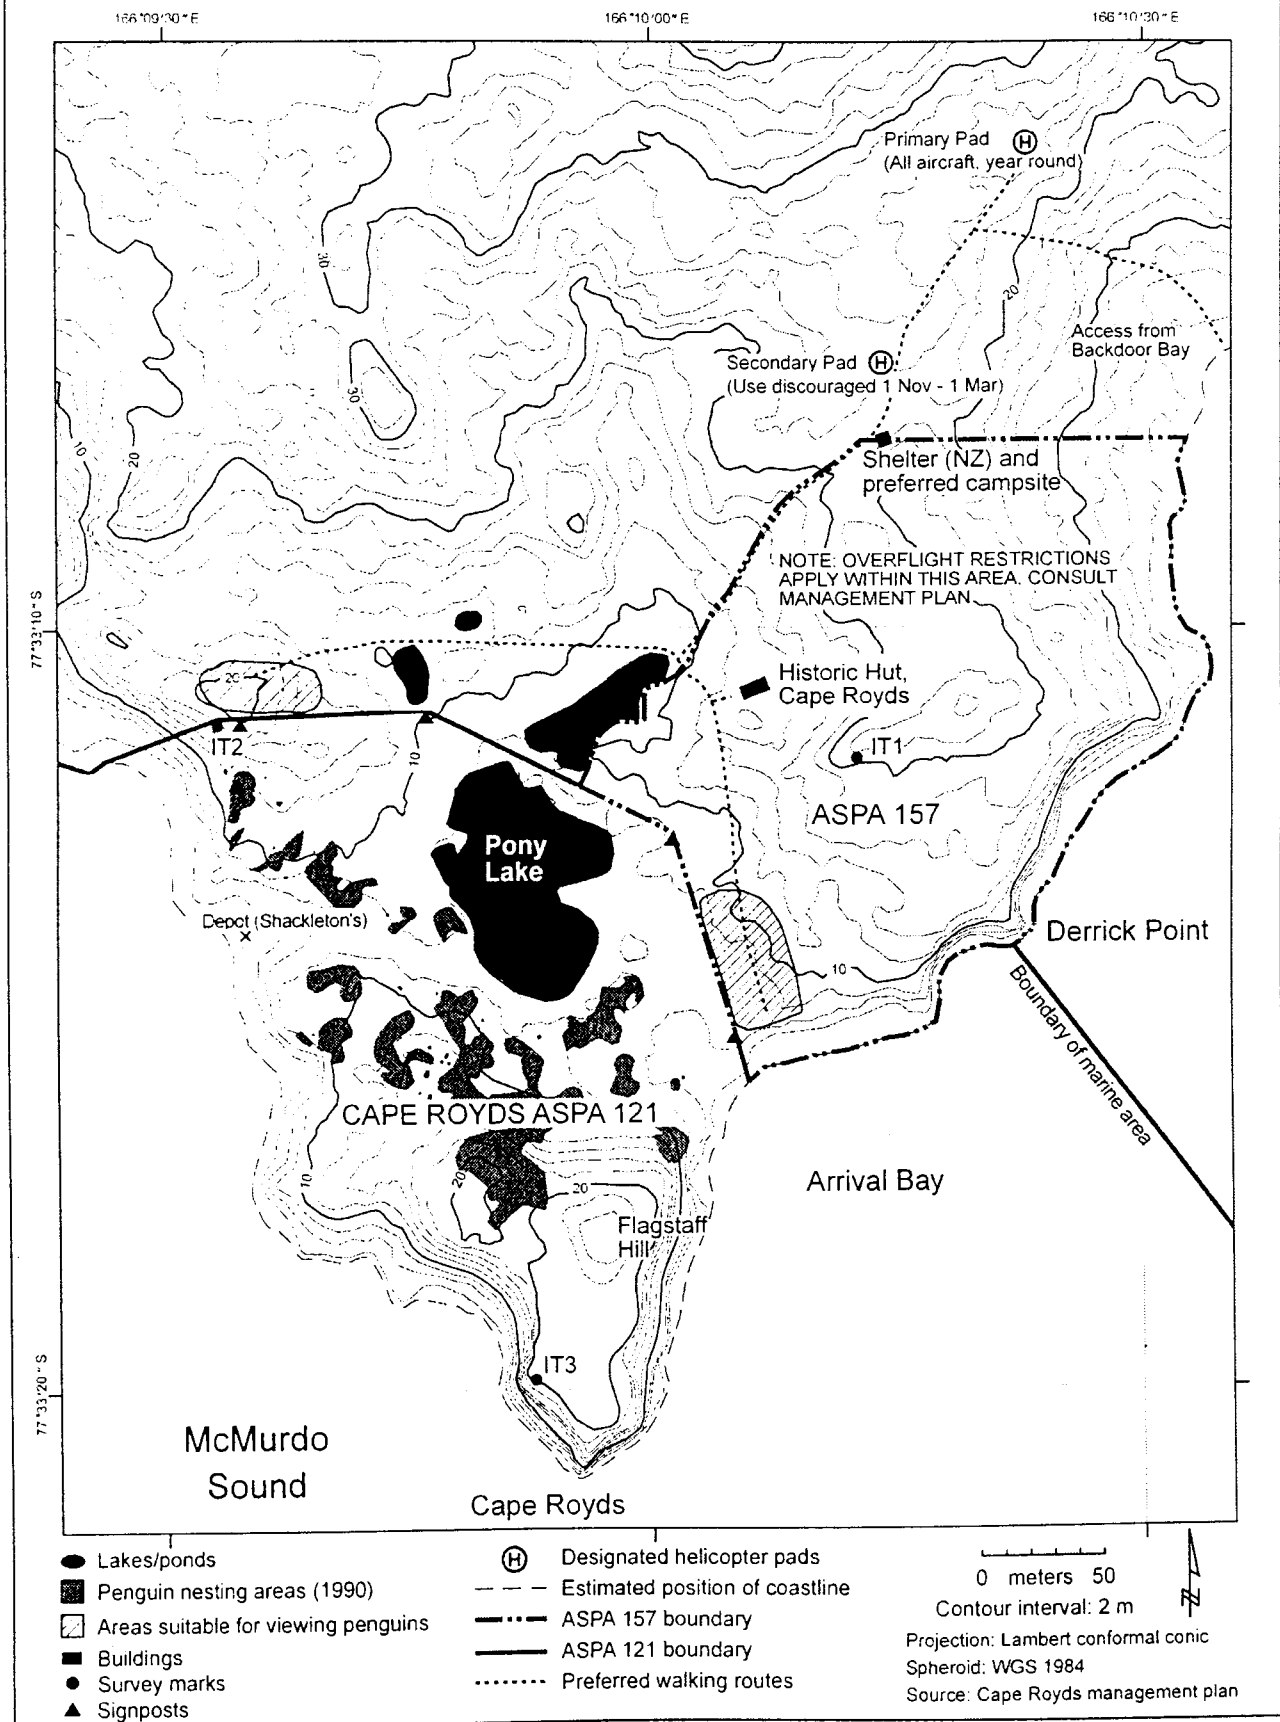 166°09'30" E
166°10'00" E
166°10'30" E
Primary Pad H
(All aircraft, year round)
30
20
Access from
Backdoor Bay
Secondary Pad H
(Use discouraged 1 Nov - 1 Mar)
30
10
20
Shelter (NZ) and
preferred campsite
NOTE: OVERFLIGHT RESTRICTIONS
APPLY WITHIN THIS AREA. CONSULT
MANAGEMENT PLAN
77°33'10" S
Historic Hut,
Cape Royds
20
IT2
IT1
10
ASPA 157
Pony
Lake
Depot (Shackleton's)
Derrick Point
10
Boundary of marine area
CAPE ROYDS ASPA 121
Arrival Bay
10
20
20
Flagstaff
Hill
IT3
77°33'20" S
McMurdo
Sound
Cape Royds
Lakes/ponds
Penguin nesting areas (1990)
Areas suitable for viewing penguins
Buildings
Survey marks
Signposts
H Designated helicopter pads
Estimated position of coastline
ASPA 157 boundary
ASPA 121 boundary
Preferred walking routes
0 meters 50
Contour interval: 2 m
N
Projection: Lambert conformal conic
Spheroid: WGS 1984
Source: Cape Royds management plan